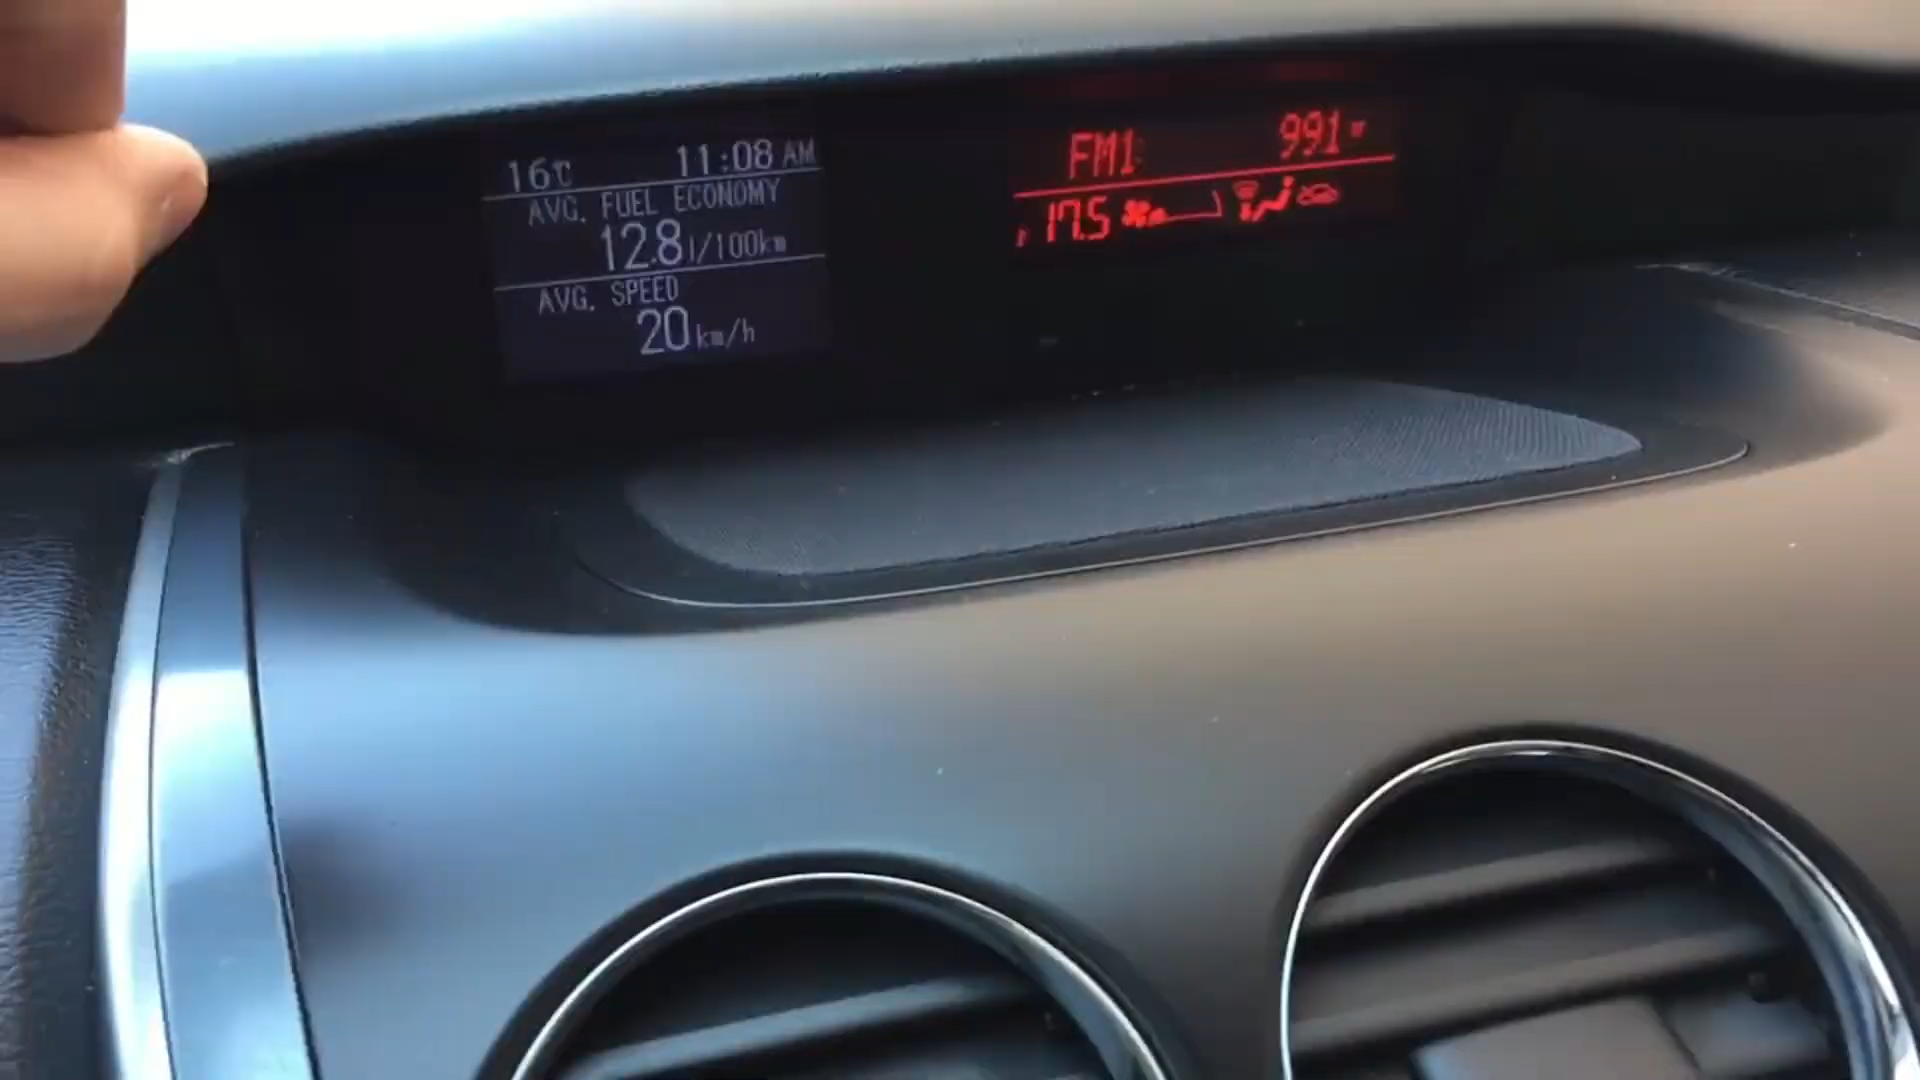 16℃ 11:08 AM
AVG. FUEL ECONOMY
12.8 l/100km
AVG. SPEED
20 km/h
FM1 991
17.5